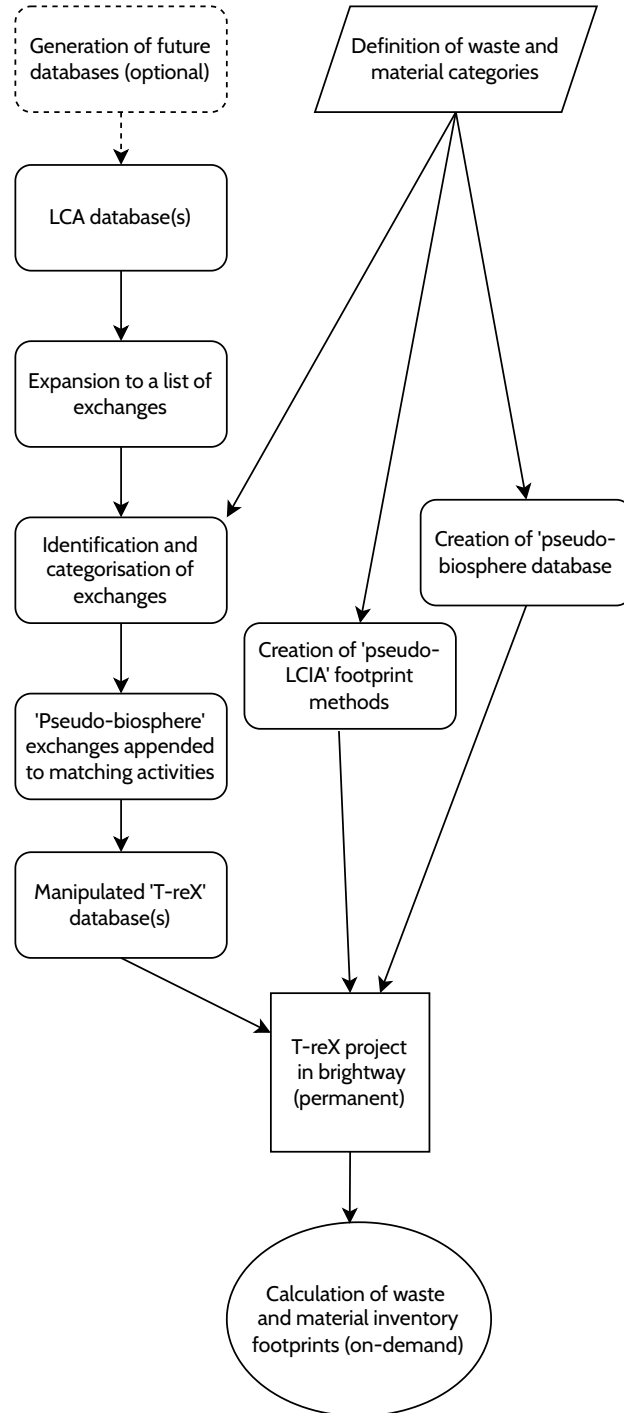 Generation of future
databases (optional)
Definition of waste and
material categories
LCA database(s)
Expansion to a list of
exchanges
Identification and
categorisation of
exchanges
Creation of 'pseudo-
biosphere database
Creation of 'pseudo-
LCIA' footprint
methods
'Pseudo-biosphere'
exchanges appended
to matching activities
Manipulated 'T-reX'
database(s)
T-reX project
in brightway
(permanent)
Calculation of waste
and material inventory
footprints (on-demand)